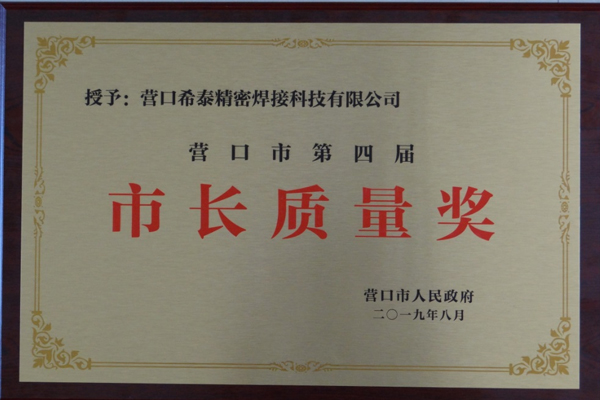 授予：营口希泰精密焊接科技有限公司
营口市第四届
市长质量奖
营口市人民政府
二〇一九年八月